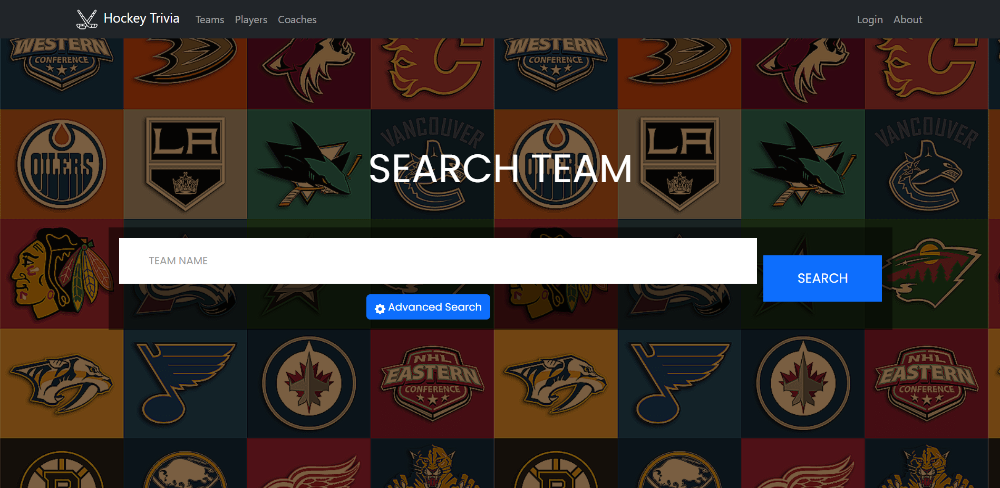 Hockey Trivia Teams Players Coaches Login About
WESTERN WESTERN
CONFERENCE CONFERENCE
VANCOUVER VANCOUVER
LA LA
OILERS OILERS
SEARCH TEAM
TEAM NAME
SEARCH
Advanced Search
NHL NHL
EASTERN EASTERN
CONFERENCE CONFERENCE
B B